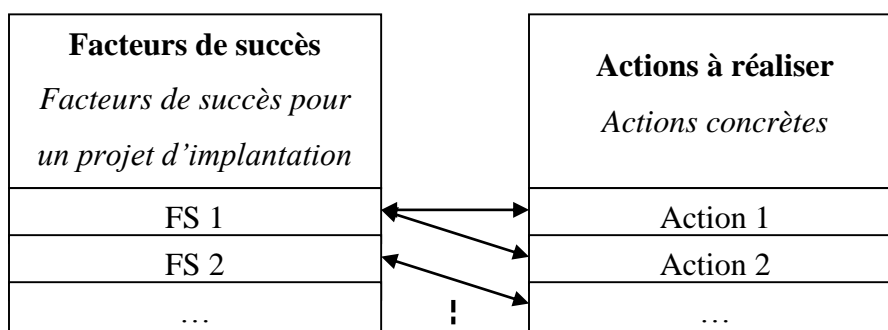 Facteurs de succès
Facteurs de succès pour
un projet d'implantation
FS 1
FS 2
…
Actions à réaliser
Actions concrètes
Action 1
Action 2
…